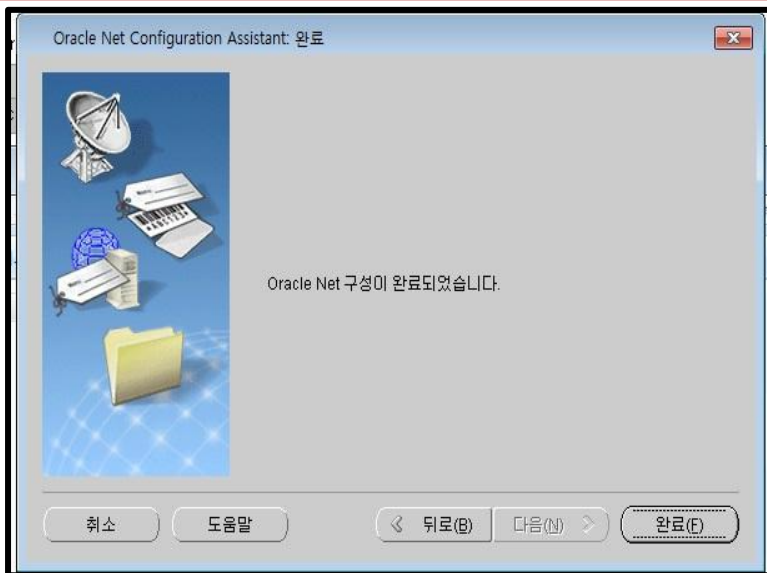 Oracle Net Configuration Assistant: 완료
ABC123
Oracle Net 구성이 완료되었습니다.
취소
도움말
뒤로(B)
다음(N)
완료(F)